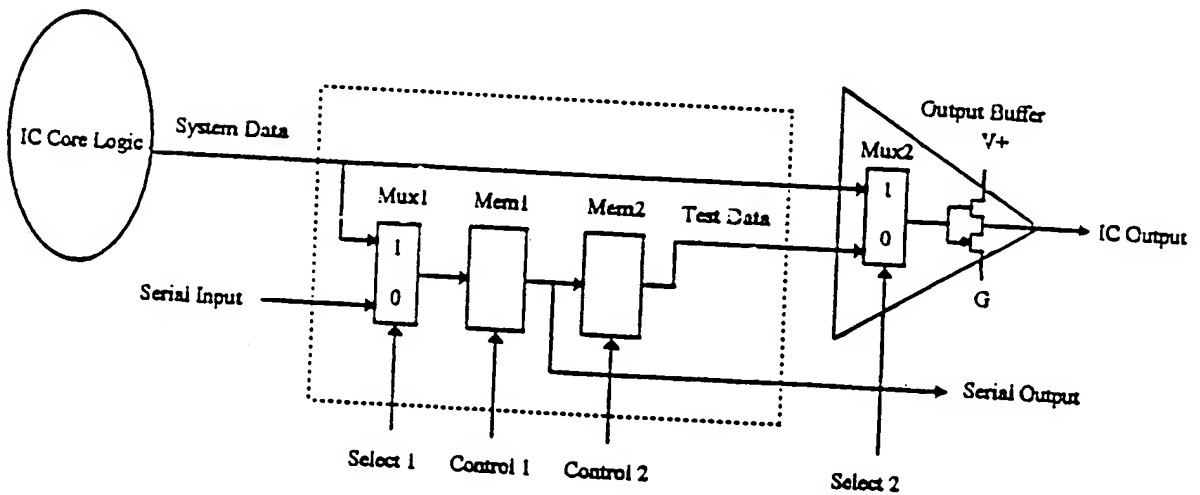 IC Core Logic
System Data
Output Buffer
V+
Mux2
1
0
Mux1
Mem1
Mem2
Test Data
1
0
IC Output
Serial Input
G
Serial Output
Select 1
Control 1
Control 2
Select 2